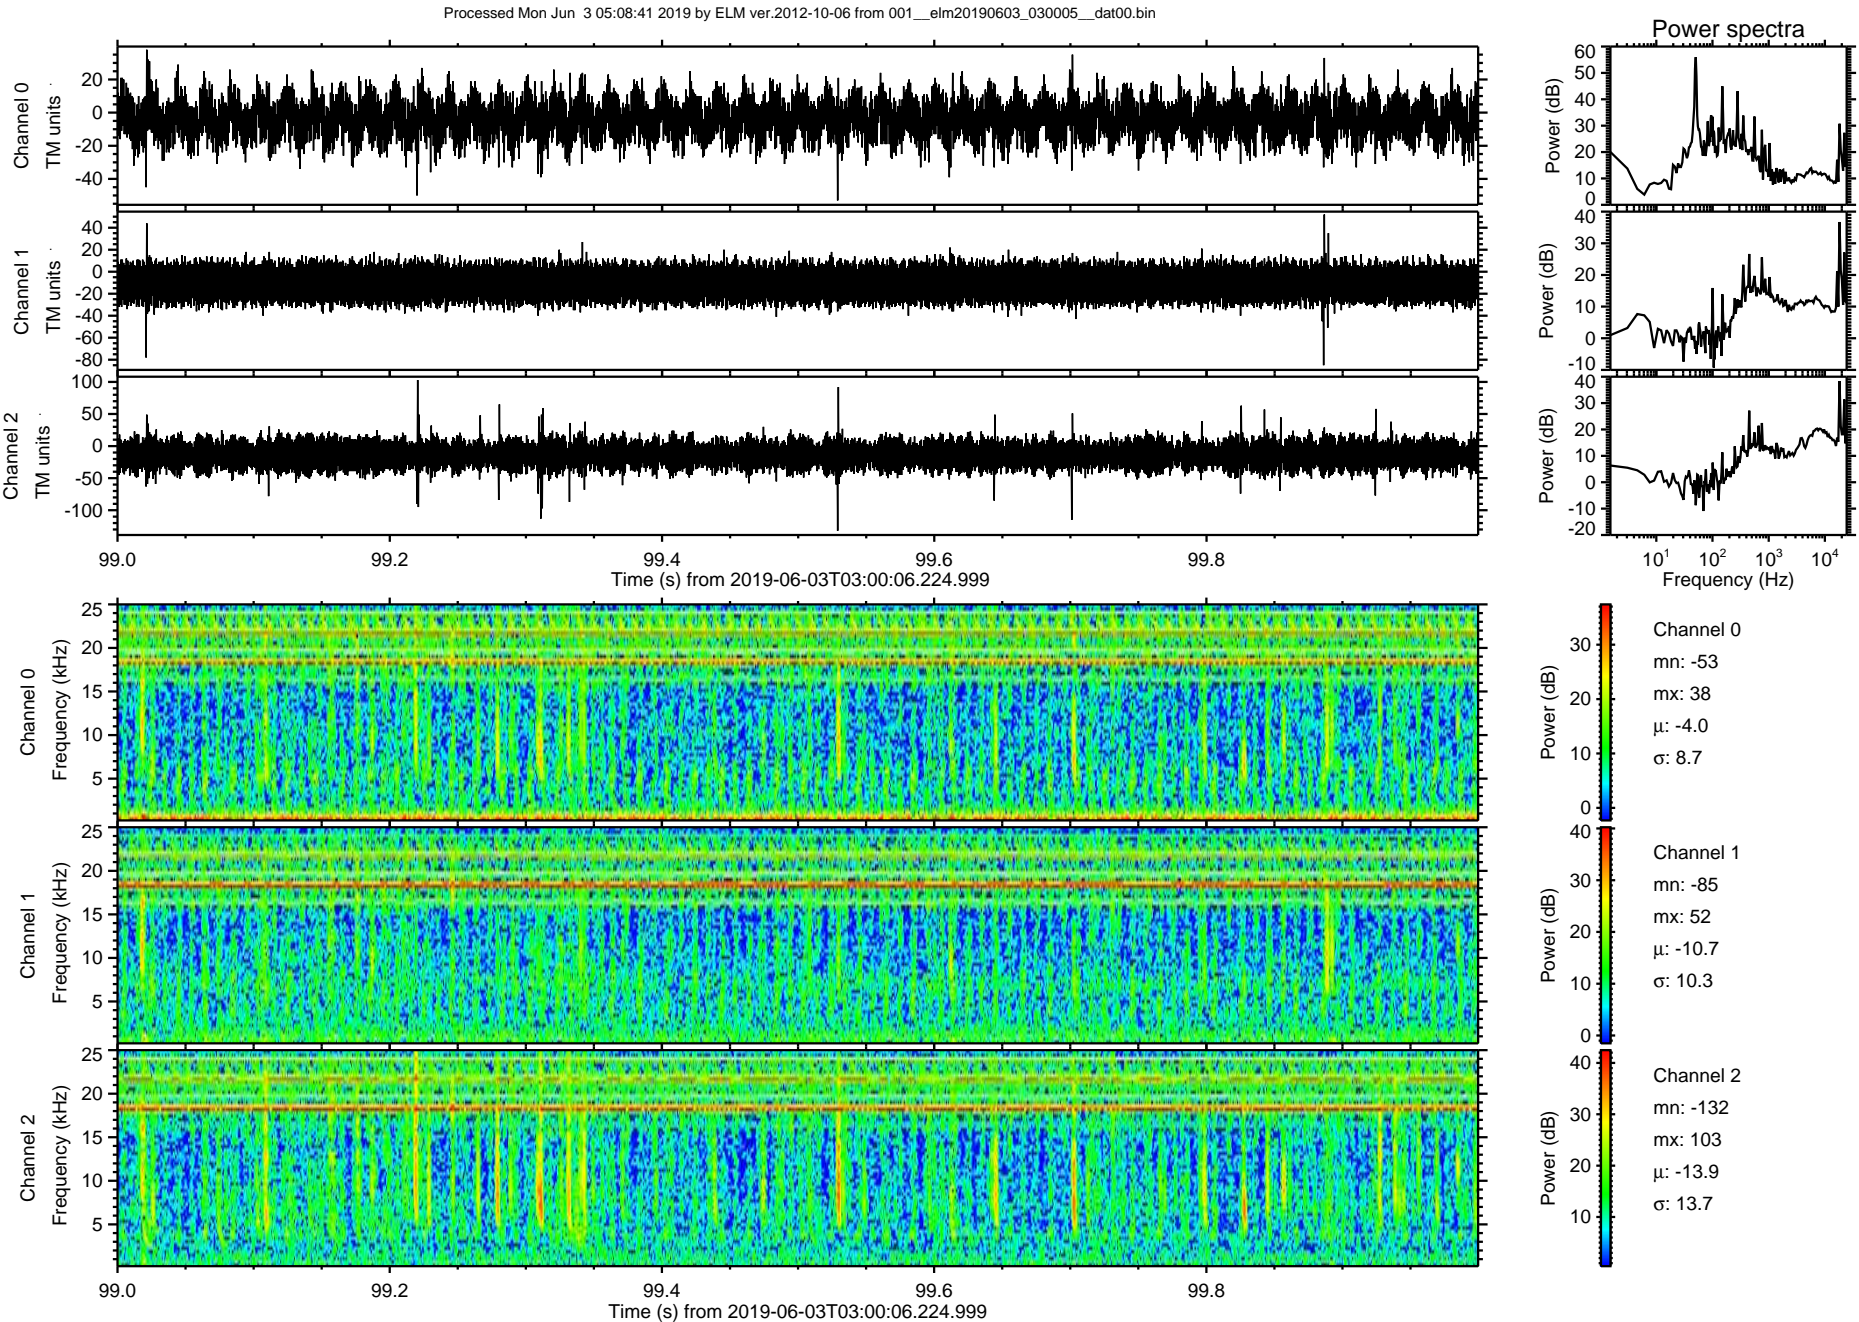 Processed Mon Jun  3 05:08:41 2019 by ELM ver.2012-10-06 from 001__elm20190603_030005__dat00.bin
Power spectra
Channel 0
TM units
20
0
-20
-40
Power (dB)
60
50
40
30
20
10
0
Channel 1
TM units
40
20
0
-20
-40
-60
-80
Power (dB)
40
30
20
10
0
-10
Channel 2
TM units
100
50
0
-50
-100
Power (dB)
40
30
20
10
0
-10
-20
99.0 99.2 99.4 99.6 99.8
Time (s) from 2019-06-03T03:00:06.224.999
10^1 10^2 10^3 10^4
Frequency (Hz)
Channel 0
Frequency (kHz)
25
20
15
10
5
Power (dB)
30
20
10
0
Channel 0
mn: -53
mx: 38
μ: -4.0
σ: 8.7
Channel 1
Frequency (kHz)
25
20
15
10
5
Power (dB)
40
30
20
10
0
Channel 1
mn: -85
mx: 52
μ: -10.7
σ: 10.3
Channel 2
Frequency (kHz)
25
20
15
10
5
Power (dB)
40
30
20
10
Channel 2
mn: -132
mx: 103
μ: -13.9
σ: 13.7
99.0 99.2 99.4 99.6 99.8
Time (s) from 2019-06-03T03:00:06.224.999